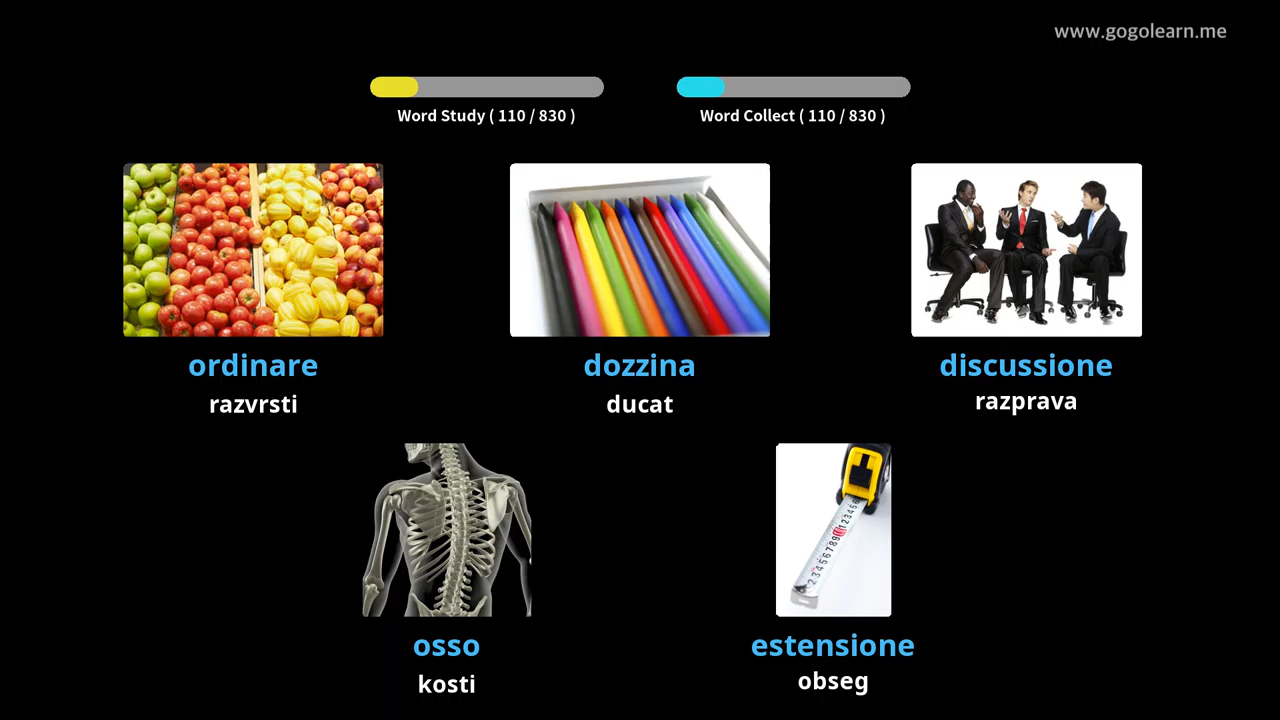 www.gogolearn.me
Word Study ( 110 / 830 )
Word Collect ( 110 / 830 )
ordinare
razvrsti
dozzina
ducat
discussione
razprava
osso
kosti
estensione
obseg